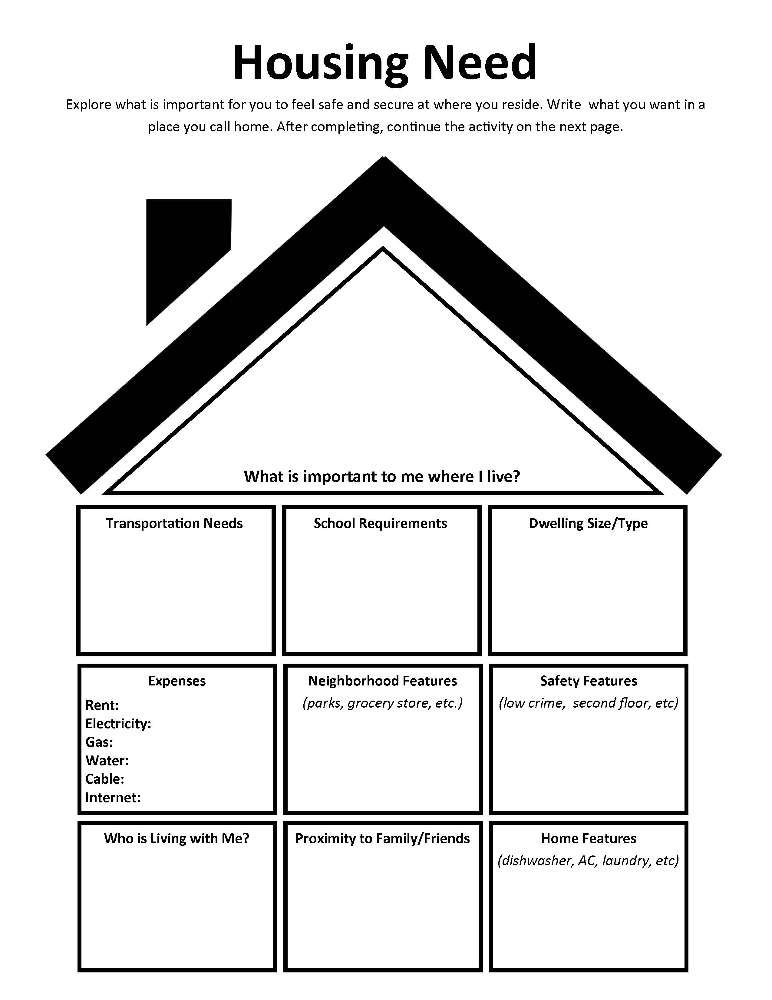 Housing Need
Explore what is important for you to feel safe and secure at where you reside. Write  what you want in a
place you call home. After completing, continue the activity on the next page.
What is important to me where I live?
Transportation Needs
School Requirements
Dwelling Size/Type
Expenses
Rent:
Electricity:
Gas:
Water:
Cable:
Internet:
Neighborhood Features
(parks, grocery store, etc.)
Safety Features
(low crime,  second floor, etc)
Who is Living with Me?
Proximity to Family/Friends
Home Features
(dishwasher, AC, laundry, etc)